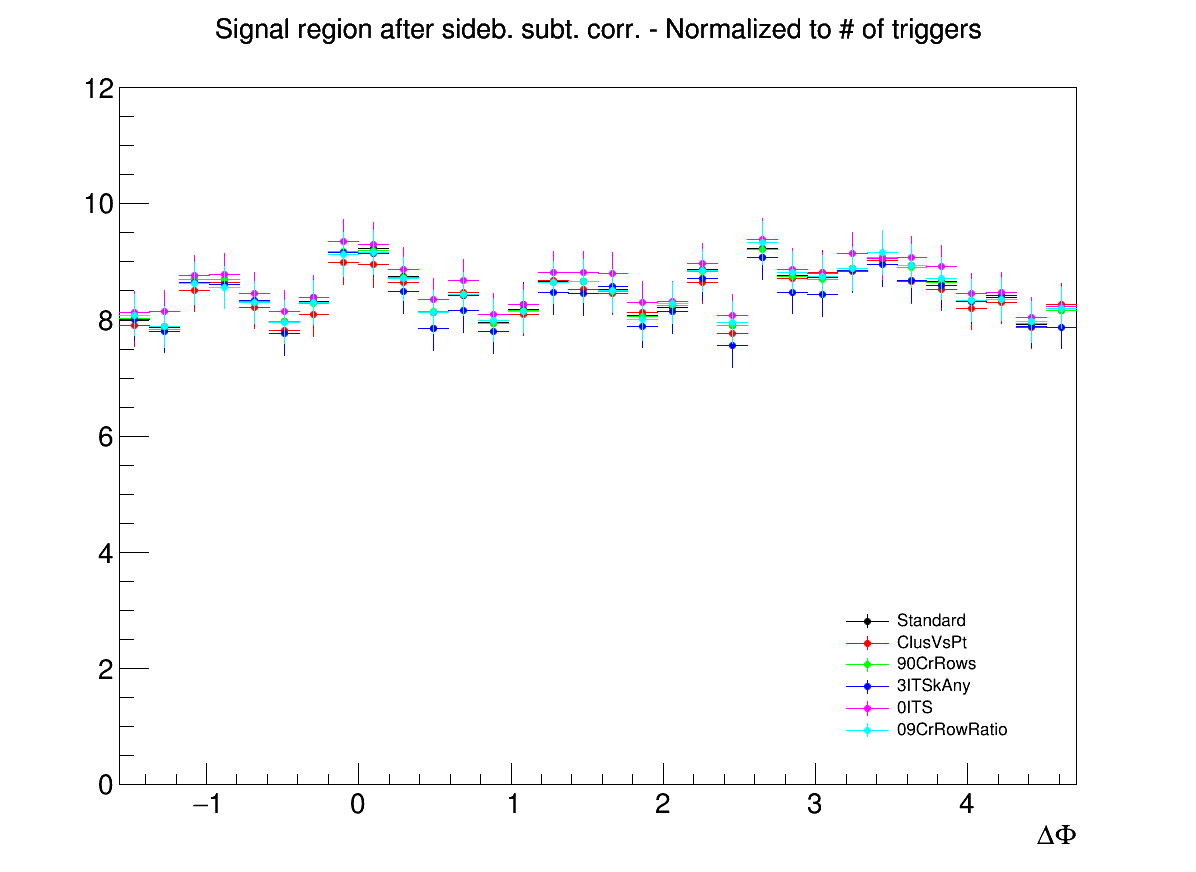 Signal region after sideb. subt. corr. - Normalized to # of triggers
12
10
8
6
4
2
0
Standard
ClusVsPt
90CrRows
3ITSkAny
0ITS
09CrRowRatio
−1 0 1 2 3 4
ΔΦ